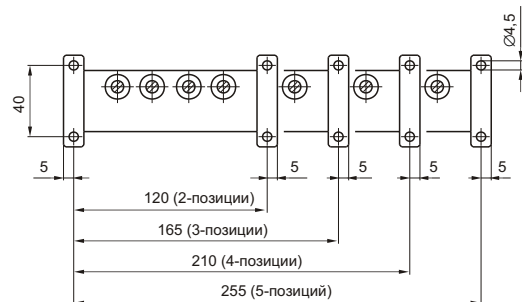 Ø4,5
40
5 5 5 5 5
120 (2-позиции)
165 (3-позиции)
210 (4-позиции)
255 (5-позиций)